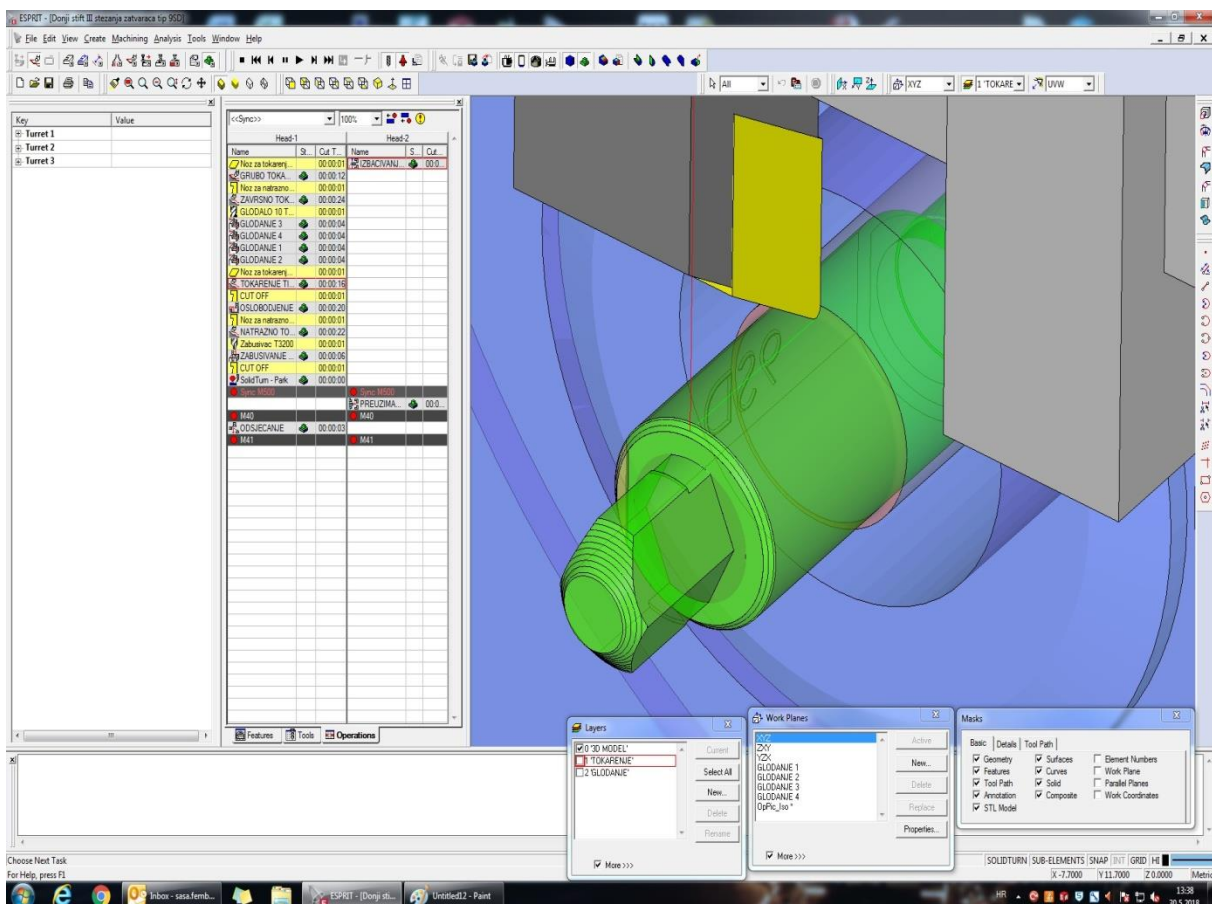 ESPRIT - [Donji stift III stezanja zatvaraca tip 9SD]
File Edit View Create Machining Analysis Tools Window Help
All
XYZ
1 'TOKARE
UVW
Key Value
Turret 1
Turret 2
Turret 3
<<Sync>> 100%
Head-1 Head-2
Name St... Cut T... Name S... Cut...
Noz za tokarenj... 00:00:01 IZBACIVANJ... 00:0...
GRUBO TOKA... 00:00:12
Noz za natrazno... 00:00:01
ZAVRSNO TOK... 00:00:24
GLODALO 10 T... 00:00:01
GLODANJE 3 00:00:04
GLODANJE 4 00:00:04
GLODANJE 1 00:00:04
GLODANJE 2 00:00:04
Noz za tokarenj... 00:00:01
TOKARENJE TI... 00:00:16
CUT OFF 00:00:01
OSLOBODJENJE 00:00:20
Noz za natrazno... 00:00:01
NATRAZNO TO... 00:00:22
Zabusivac T3200 00:00:01
ZABUSIVANJE ... 00:00:06
CUT OFF 00:00:01
SolidTurn - Park 00:00:00
Sync M500 Sync M500
PREUZIMA... 00:0...
M40 M40
ODSJECANJE 00:00:03
M41 M41
Features Tools Operations
Layers
0 '3D MODEL'
1 'TOKARENJE'
2 'GLODANJE'
Current
Select All
New...
Delete
Rename
More >>>
Work Planes
XYZ
ZXY
YZX
GLODANJE 1
GLODANJE 2
GLODANJE 3
GLODANJE 4
OpPic_Iso *
Active
New...
Delete
Replace
Properties...
More >>>
Masks
Basic Details Tool Path
Geometry Surfaces Element Numbers
Features Curves Work Plane
Tool Path Solid Parallel Planes
Annotation Composite Work Coordinates
STL Model
Choose Next Task
SOLIDTURN SUB-ELEMENTS SNAP INT GRID HI
For Help, press F1
X -7.7000 Y 11.7000 Z 0.0000 Metric
Inbox - sasa.femb...
ESPRIT - [Donji sti...
Untitled12 - Paint
HR
13:38
30.5.2018